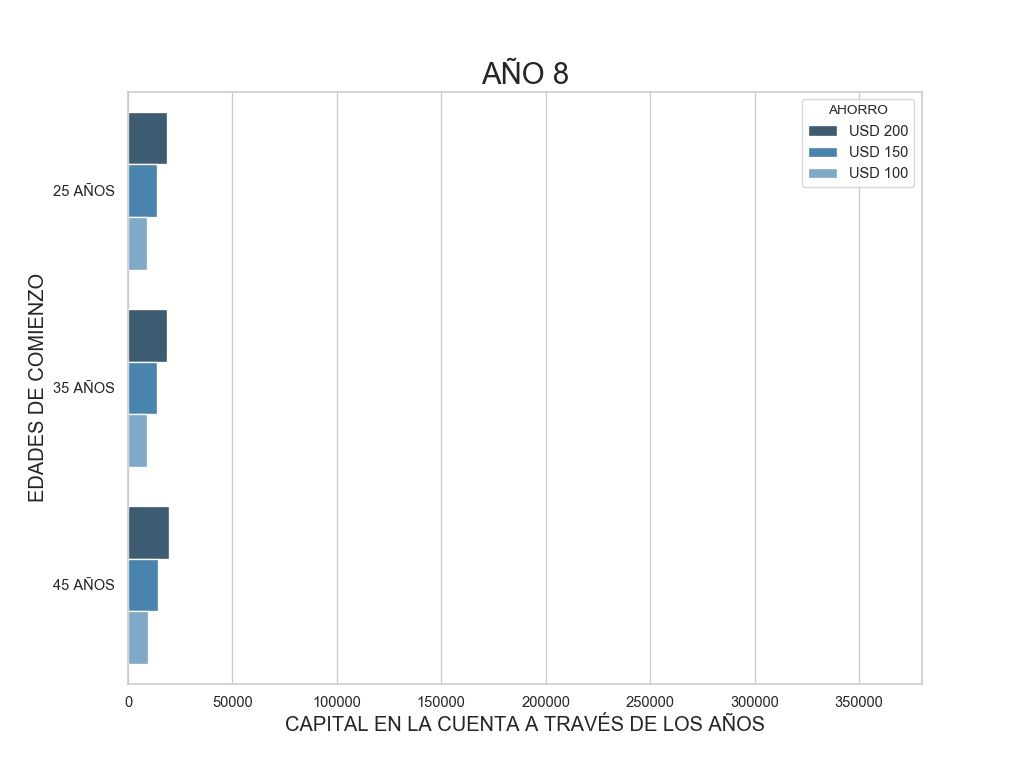 AÑO 8
AHORRO
USD 200
USD 150
USD 100
EDADES DE COMIENZO
25 AÑOS
35 AÑOS
45 AÑOS
0 50000 100000 150000 200000 250000 300000 350000
CAPITAL EN LA CUENTA A TRAVÉS DE LOS AÑOS